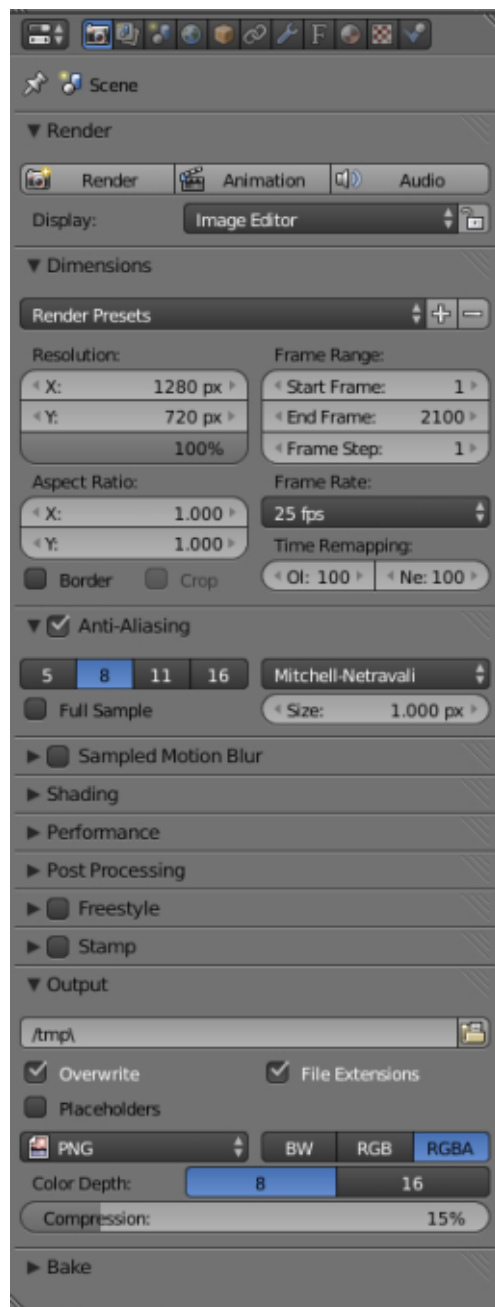 F
Scene
Render
Render Animation Audio
Display: Image Editor
Dimensions
Render Presets
Resolution: Frame Range:
X: 1280 px Start Frame: 1
Y: 720 px End Frame: 2100
100% Frame Step: 1
Aspect Ratio: Frame Rate:
X: 1.000 25 fps
Y: 1.000 Time Remapping:
Border Crop Ol: 100 Ne: 100
Anti-Aliasing
5 8 11 16 Mitchell-Netravali
Full Sample Size: 1.000 px
Sampled Motion Blur
Shading
Performance
Post Processing
Freestyle
Stamp
Output
/tmp\
Overwrite File Extensions
Placeholders
PNG BW RGB RGBA
Color Depth: 8 16
Compression: 15%
Bake